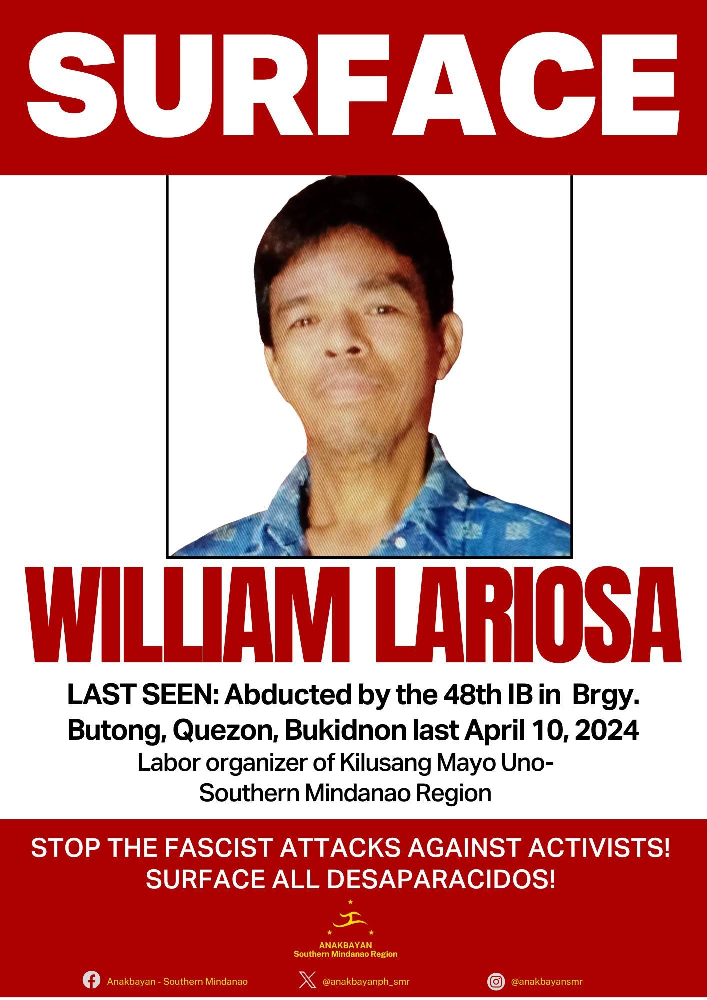 SURFACE
WILLIAM LARIOSA
LAST SEEN: Abducted by the 48th IB in Brgy.
Butong, Quezon, Bukidnon last April 10, 2024
Labor organizer of Kilusang Mayo Uno-
Southern Mindanao Region
STOP THE FASCIST ATTACKS AGAINST ACTIVISTS!
SURFACE ALL DESAPARACIDOS!
ANAKBAYAN
Southern Mindanao Region
Anakbayan - Southern Mindanao
@anakbayanph_smr
@anakbayansmr